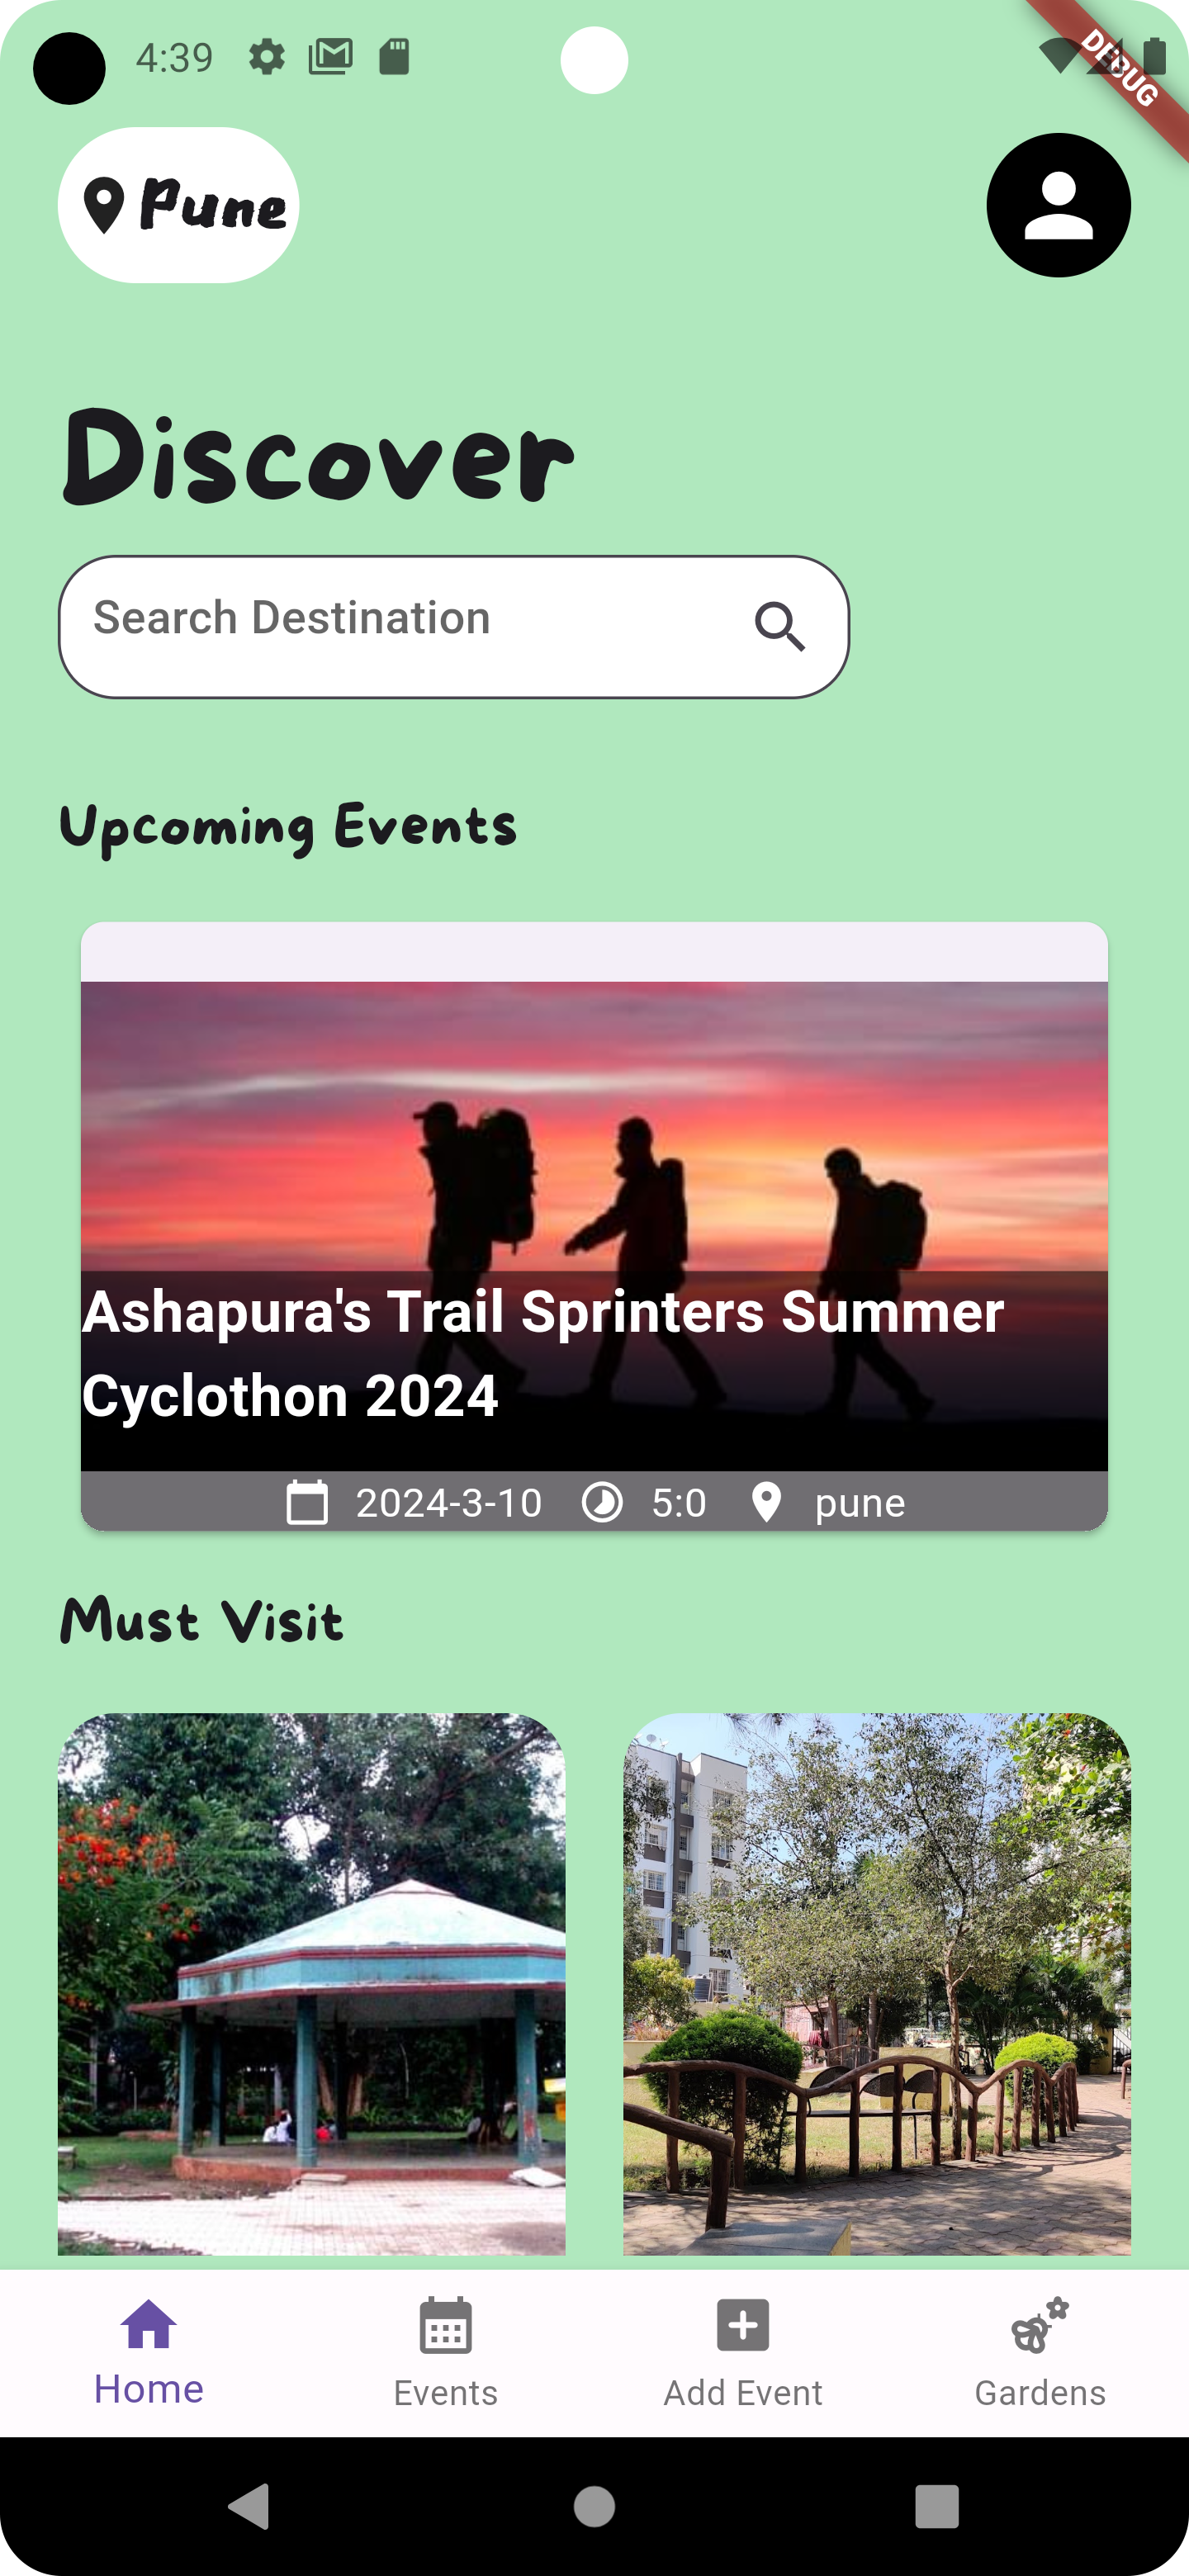 4:39
DEBUG
Pune
Discover
Search Destination
Upcoming Events
Ashapura's Trail Sprinters Summer
Cyclothon 2024
2024-3-10 5:0 pune
Must Visit
Home Events Add Event Gardens